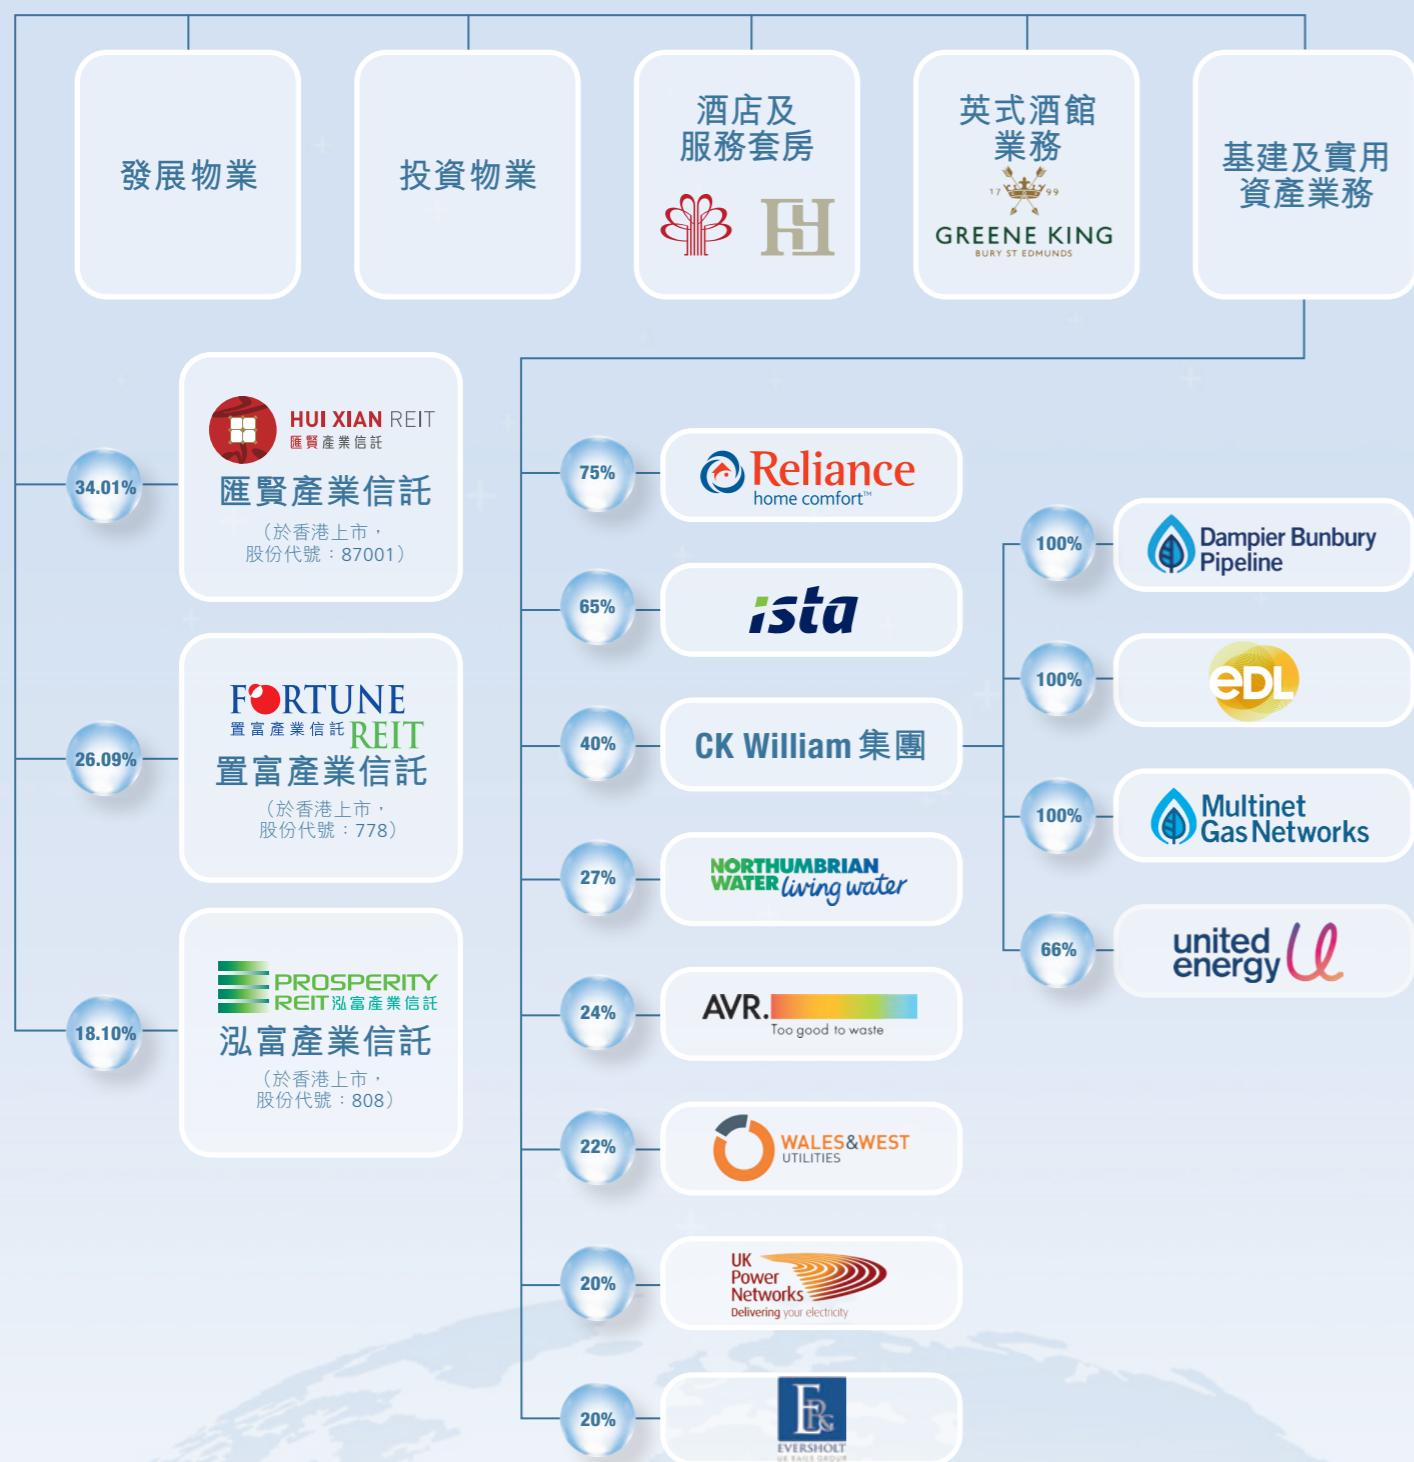 發展物業
投資物業
酒店及
服務套房
英式酒館
業務
17 99
GREENE KING
BURY ST EDMUNDS
基建及實用
資產業務
34.01%
HUI XIAN REIT
匯賢產業信託
匯賢產業信託
（於香港上市，
股份代號：87001）
26.09%
FORTUNE
置富產業信託 REIT
置富產業信託
（於香港上市，
股份代號：778）
18.10%
PROSPERITY
REIT 泓富產業信託
泓富產業信託
（於香港上市，
股份代號：808）
75%
Reliance
home comfort™
65%
ista
40%
CK William 集團
27%
NORTHUMBRIAN
WATER living water
24%
AVR.
Too good to waste
22%
WALES&WEST
UTILITIES
20%
UK
Power
Networks
Delivering your electricity
20%
ERG
EVERSHOLT
UK RAILS GROUP
100%
Dampier Bunbury
Pipeline
100%
eDL
100%
Multinet
Gas Networks
66%
united
energy